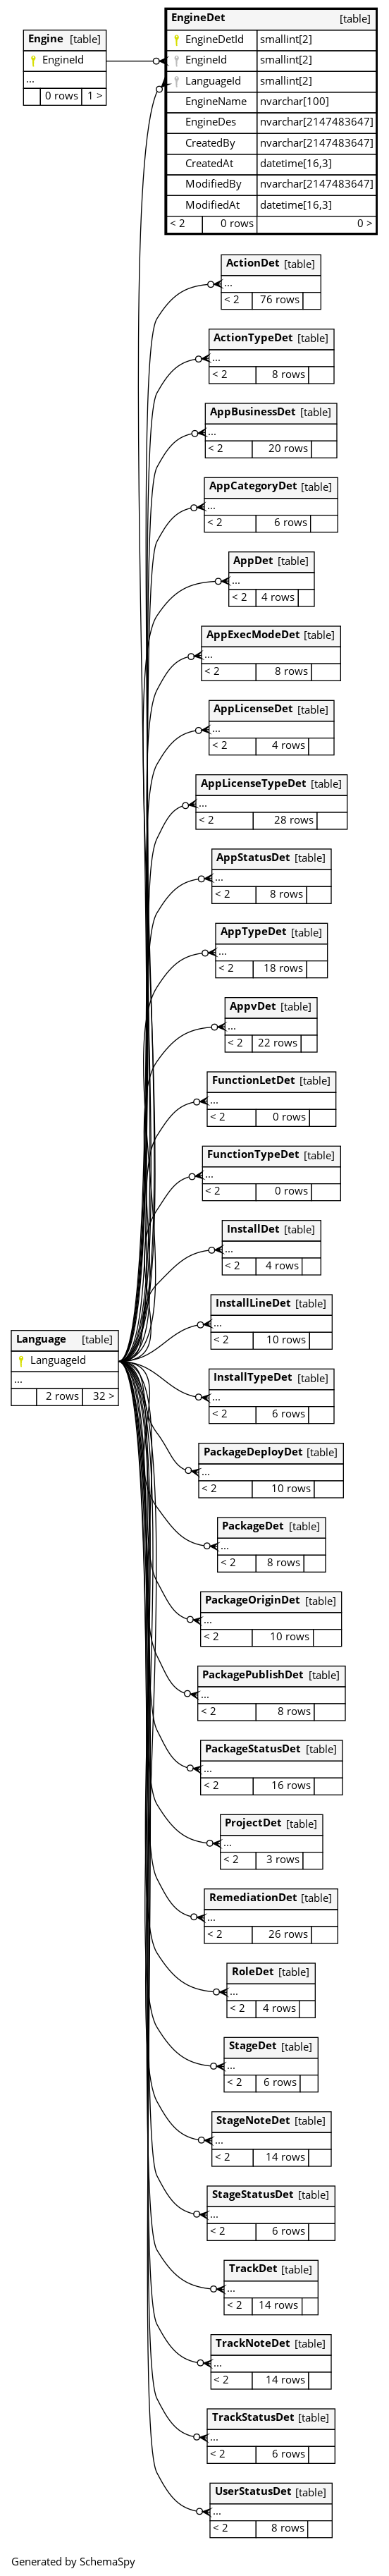 Engine [table]
EngineId
...
0 rows 1 >
EngineDet [table]
EngineDetId smallint[2]
EngineId smallint[2]
LanguageId smallint[2]
EngineName nvarchar[100]
EngineDes nvarchar[2147483647]
CreatedBy nvarchar[2147483647]
CreatedAt datetime[16,3]
ModifiedBy nvarchar[2147483647]
ModifiedAt datetime[16,3]
< 2 0 rows 0 >
ActionDet [table]
...
< 2 76 rows
ActionTypeDet [table]
...
< 2 8 rows
AppBusinessDet [table]
...
< 2 20 rows
AppCategoryDet [table]
...
< 2 6 rows
AppDet [table]
...
< 2 4 rows
AppExecModeDet [table]
...
< 2 8 rows
AppLicenseDet [table]
...
< 2 4 rows
AppLicenseTypeDet [table]
...
< 2 28 rows
AppStatusDet [table]
...
< 2 8 rows
AppTypeDet [table]
...
< 2 18 rows
AppvDet [table]
...
< 2 22 rows
FunctionLetDet [table]
...
< 2 0 rows
FunctionTypeDet [table]
...
< 2 0 rows
InstallDet [table]
...
< 2 4 rows
InstallLineDet [table]
...
< 2 10 rows
Language [table]
LanguageId
...
2 rows 32 >
InstallTypeDet [table]
...
< 2 6 rows
PackageDeployDet [table]
...
< 2 10 rows
PackageDet [table]
...
< 2 8 rows
PackageOriginDet [table]
...
< 2 10 rows
PackagePublishDet [table]
...
< 2 8 rows
PackageStatusDet [table]
...
< 2 16 rows
ProjectDet [table]
...
< 2 3 rows
RemediationDet [table]
...
< 2 26 rows
RoleDet [table]
...
< 2 4 rows
StageDet [table]
...
< 2 6 rows
StageNoteDet [table]
...
< 2 14 rows
StageStatusDet [table]
...
< 2 6 rows
TrackDet [table]
...
< 2 14 rows
TrackNoteDet [table]
...
< 2 14 rows
TrackStatusDet [table]
...
< 2 6 rows
UserStatusDet [table]
...
< 2 8 rows
Generated by SchemaSpy